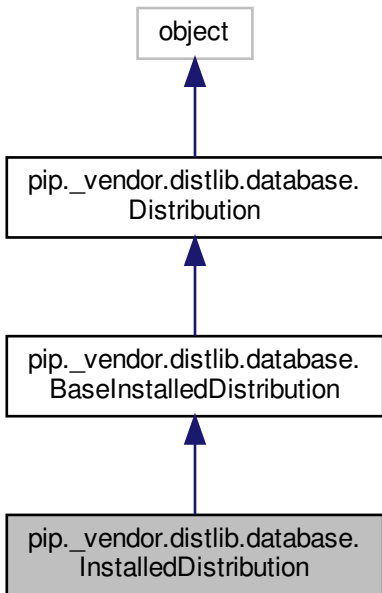 object
pip._vendor.distlib.database.
Distribution
pip._vendor.distlib.database.
BaseInstalledDistribution
pip._vendor.distlib.database.
InstalledDistribution